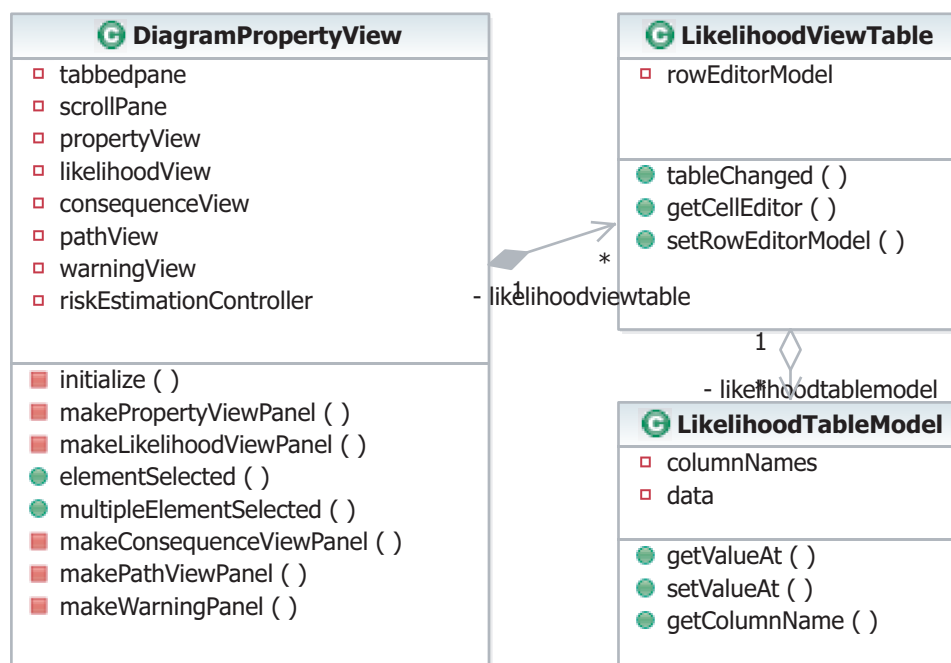 DiagramPropertyView
tabbedpane
scrollPane
propertyView
likelihoodView
consequenceView
pathView
warningView
riskEstimationController
initialize ( )
makePropertyViewPanel ( )
makeLikelihoodViewPanel ( )
elementSelected ( )
multipleElementSelected ( )
makeConsequenceViewPanel ( )
makePathViewPanel ( )
makeWarningPanel ( )
1
*
- likelihoodviewtable
LikelihoodViewTable
rowEditorModel
tableChanged ( )
getCellEditor ( )
setRowEditorModel ( )
1
*
- likelihoodtablemodel
LikelihoodTableModel
columnNames
data
getValueAt ( )
setValueAt ( )
getColumnName ( )